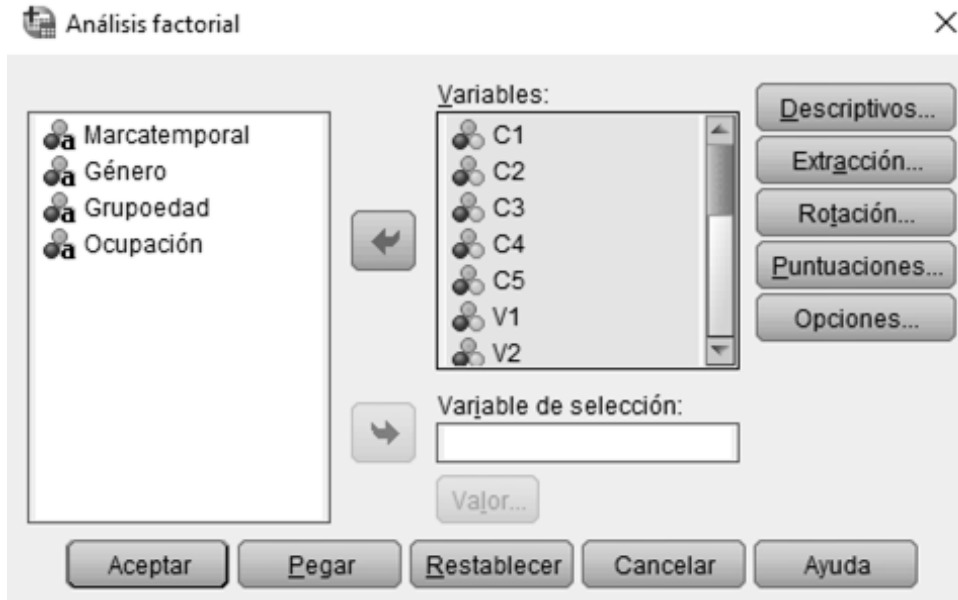 Análisis factorial
Marcatemporal
Género
Grupoedad
Ocupación
Variables:
C1
C2
C3
C4
C5
V1
V2
Variable de selección:
Valor...
Descriptivos...
Extracción...
Rotación...
Puntuaciones...
Opciones...
Aceptar
Pegar
Restablecer
Cancelar
Ayuda